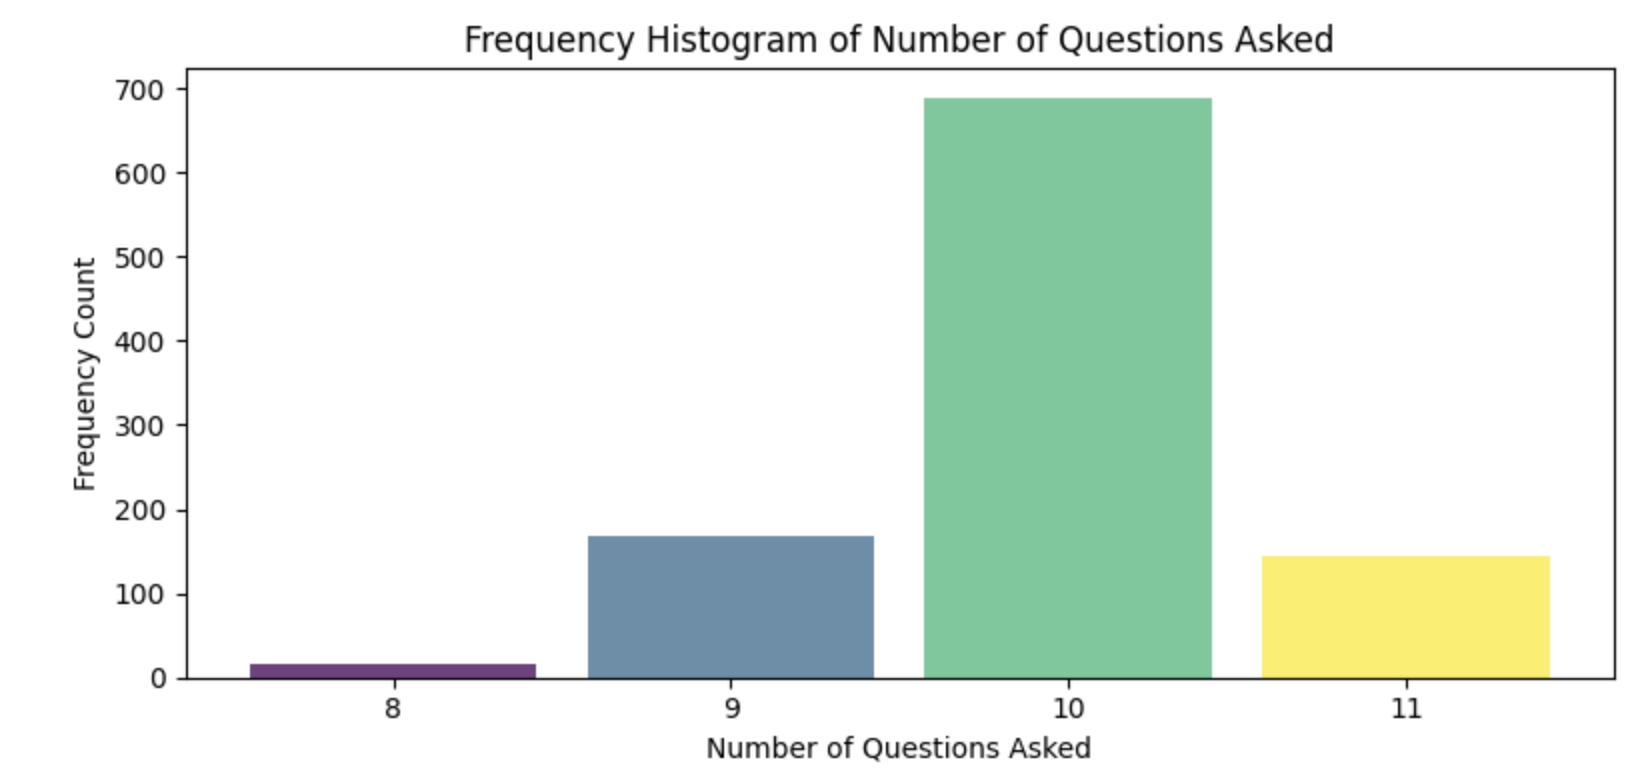 Frequency Histogram of Number of Questions Asked
Frequency Count
700
600
500
400
300
200
100
0
8 9 10 11
Number of Questions Asked